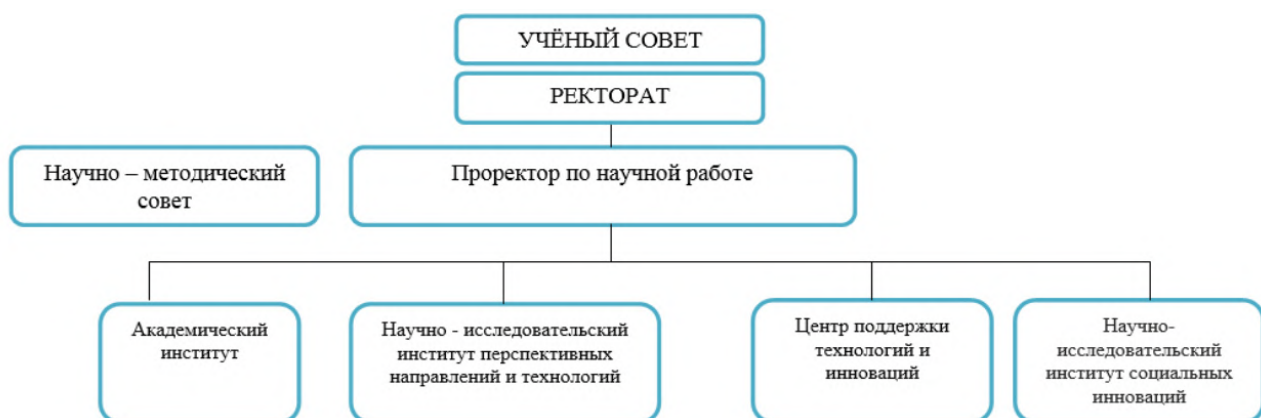 УЧЁНЫЙ СОВЕТ
РЕКТОРАТ
Научно – методический
совет
Проректор по научной работе
Академический
институт
Научно - исследовательский
институт перспективных
направлений и технологий
Центр поддержки
технологий и
инноваций
Научно-
исследовательский
институт социальных
инноваций